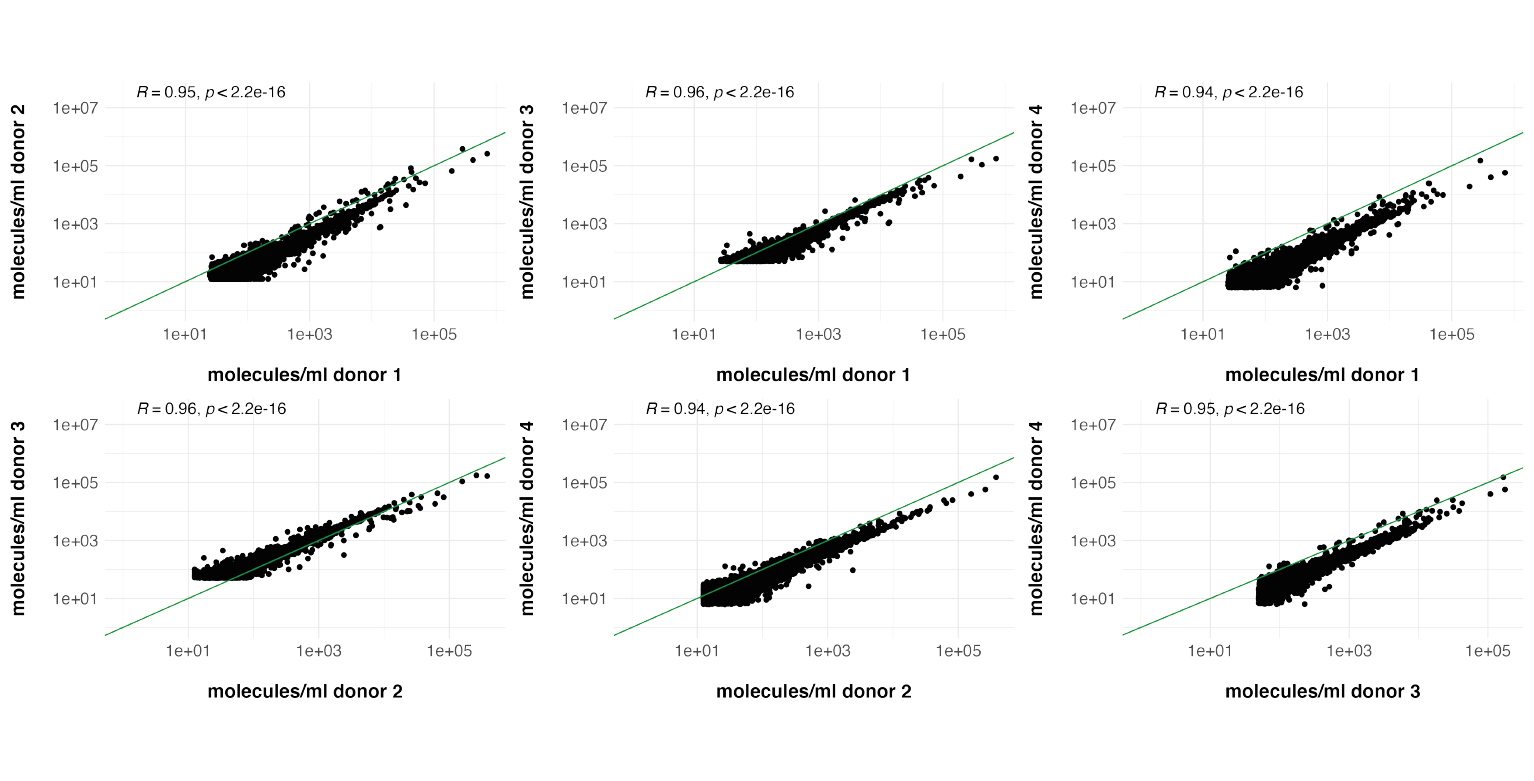 R = 0.95, p < 2.2e-16
molecules/ml donor 2
1e+07
1e+05
1e+03
1e+01
1e+01 1e+03 1e+05
molecules/ml donor 1
R = 0.96, p < 2.2e-16
molecules/ml donor 3
1e+07
1e+05
1e+03
1e+01
1e+01 1e+03 1e+05
molecules/ml donor 1
R = 0.94, p < 2.2e-16
molecules/ml donor 4
1e+07
1e+05
1e+03
1e+01
1e+01 1e+03 1e+05
molecules/ml donor 1
R = 0.96, p < 2.2e-16
molecules/ml donor 3
1e+07
1e+05
1e+03
1e+01
1e+01 1e+03 1e+05
molecules/ml donor 2
R = 0.94, p < 2.2e-16
molecules/ml donor 4
1e+07
1e+05
1e+03
1e+01
1e+01 1e+03 1e+05
molecules/ml donor 2
R = 0.95, p < 2.2e-16
molecules/ml donor 4
1e+07
1e+05
1e+03
1e+01
1e+01 1e+03 1e+05
molecules/ml donor 3